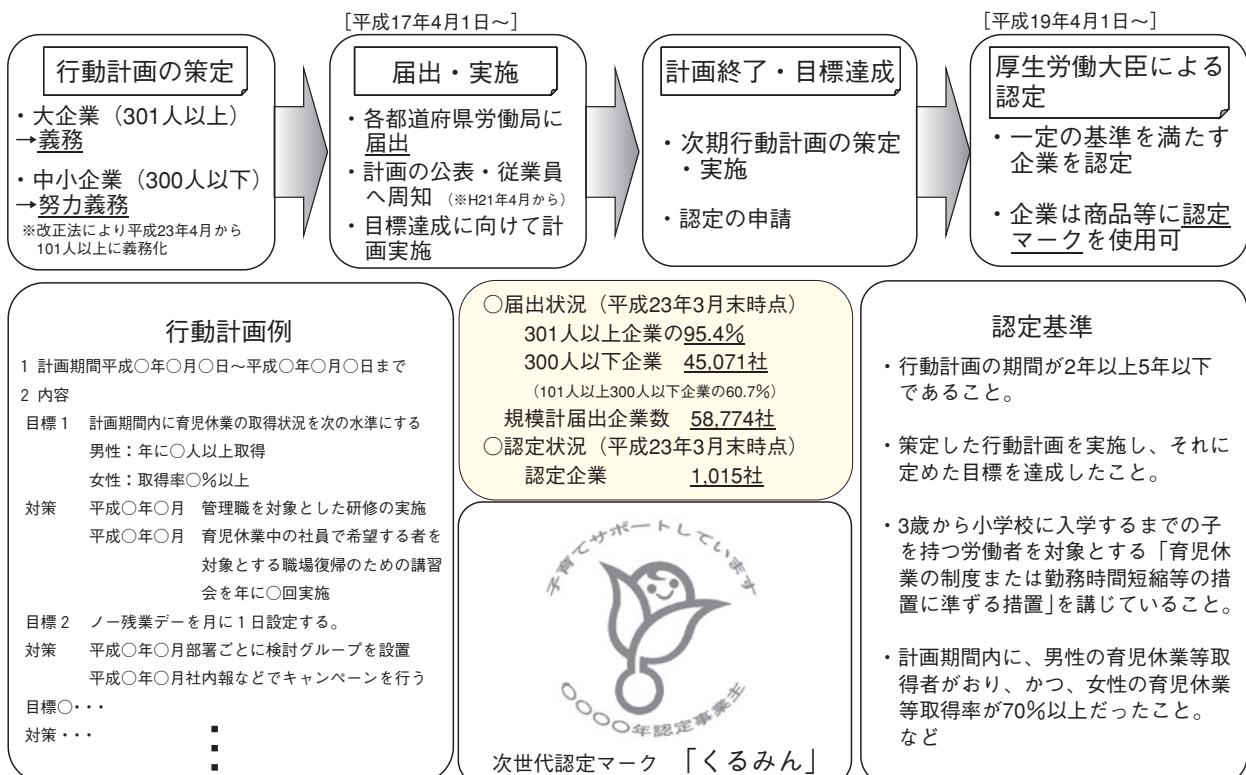 [平成17年4月1日~]
[平成19年4月1日~]
行動計画の策定
・大企業(301人以上)
→義務
・中小企業(300人以下)
→努力義務
※改正法により平成23年4月から
101人以上に義務化
届出・実施
・各都道府県労働局に
届出
・計画の公表・従業員
へ周知 (※H21年4月から)
・目標達成に向けて計
画実施
計画終了・目標達成
・次期行動計画の策定
・実施
・認定の申請
厚生労働大臣による
認定
・一定の基準を満たす
企業を認定
・企業は商品等に認定
マークを使用可
行動計画例
1 計画期間平成○年○月○日~平成○年○月○日まで
2 内容
目標1 計画期間内に育児休業の取得状況を次の水準にする
男性:年に○人以上取得
女性:取得率○%以上
対策 平成○年○月 管理職を対象とした研修の実施
平成○年○月 育児休業中の社員で希望する者を
対象とする職場復帰のための講習
会を年に○回実施
目標2 ノー残業デーを月に1日設定する。
対策 平成○年○月部署ごとに検討グループを設置
平成○年○月社内報などでキャンペーンを行う
目標○・・・
対策・・・
○届出状況(平成23年3月末時点)
301人以上企業の95.4%
300人以下企業 45,071社
(101人以上300人以下企業の60.7%)
規模計届出企業数 58,774社
○認定状況(平成23年3月末時点)
認定企業 1,015社
子育てサポートしています
○○○○年認定事業主
次世代認定マーク 「くるみん」
認定基準
・行動計画の期間が2年以上5年以下
であること。
・策定した行動計画を実施し、それに
定めた目標を達成したこと。
・3歳から小学校に入学するまでの子
を持つ労働者を対象とする「育児休
業の制度または勤務時間短縮等の措
置に準ずる措置」を講じていること。
・計画期間内に、男性の育児休業等取
得者がおり、かつ、女性の育児休業
等取得率が70%以上だったこと。
など